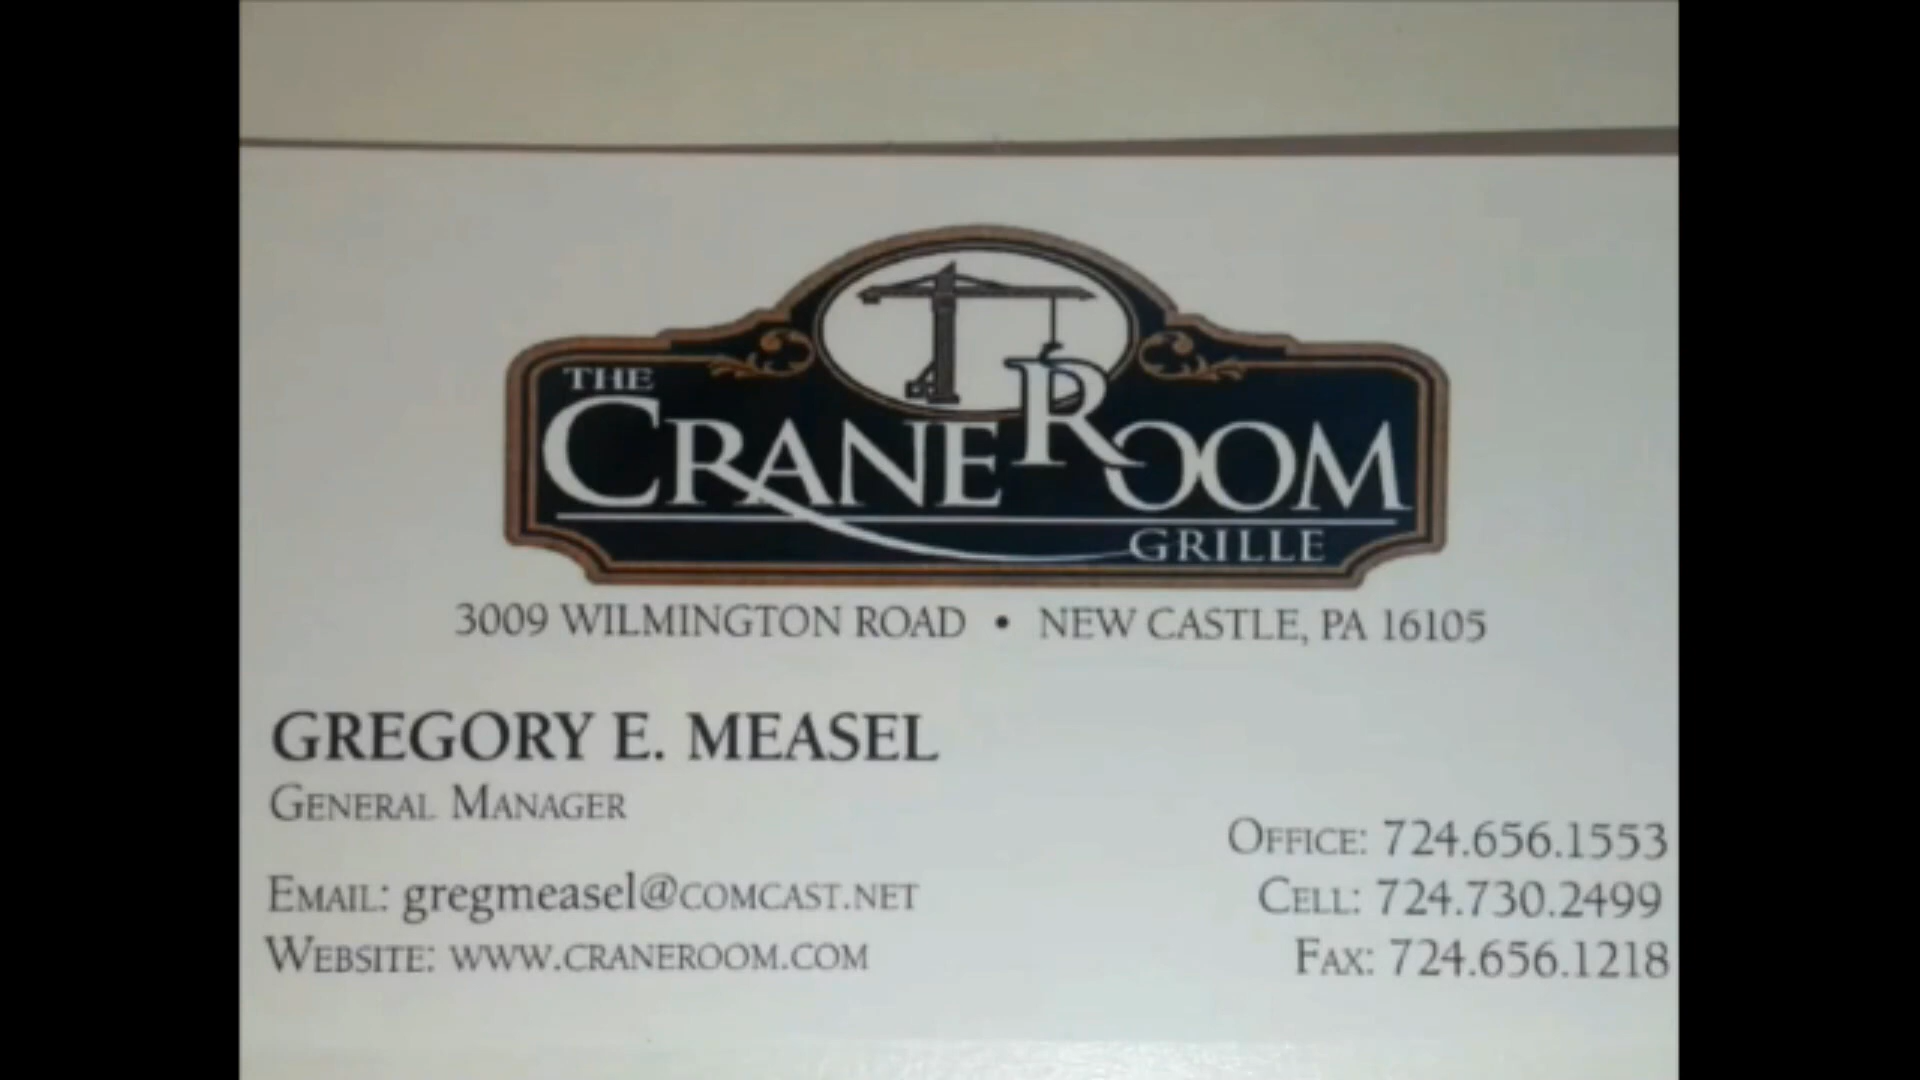 THE
CRANE ROOM
GRILLE
3009 WILMINGTON ROAD • NEW CASTLE, PA 16105
GREGORY E. MEASEL
GENERAL MANAGER
EMAIL: gregmeasel@COMCAST.NET
WEBSITE: WWW.CRANEROOM.COM
OFFICE: 724.656.1553
CELL: 724.730.2499
FAX: 724.656.1218